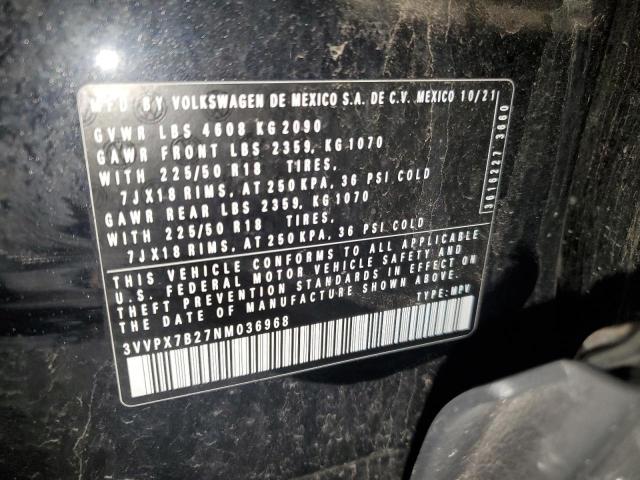 MFD BY VOLKSWAGEN DE MEXICO S.A. DE C.V. MEXICO 10/21
GVWR LBS 4608 KG 2090
GAWR FRONT LBS 2359, KG 1070
WITH 225/50 R18 TIRES,
7JX18 RIMS, AT 250 KPA, 36 PSI COLD
GAWR REAR LBS 2359, KG 1070
WITH 225/50 R18 TIRES,
7JX18 RIMS, AT 250 KPA, 36 PSI COLD
THIS VEHICLE CONFORMS TO ALL APPLICABLE
U.S. FEDERAL MOTOR VEHICLE SAFETY AND
THEFT PREVENTION STANDARDS IN EFFECT ON
THE DATE OF MANUFACTURE SHOWN ABOVE.
3VVPX7B27NM036968 TYPE:MPV
3616227 3660